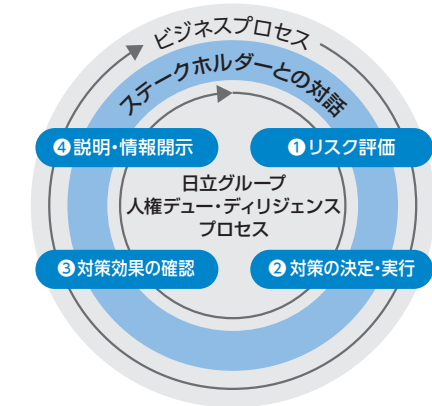 ビジネスプロセス
ステークホルダーとの対話
❹説明・情報開示
❶リスク評価
日立グループ
人権デュー・ディリジェンス
プロセス
❸対策効果の確認
❷対策の決定・実行